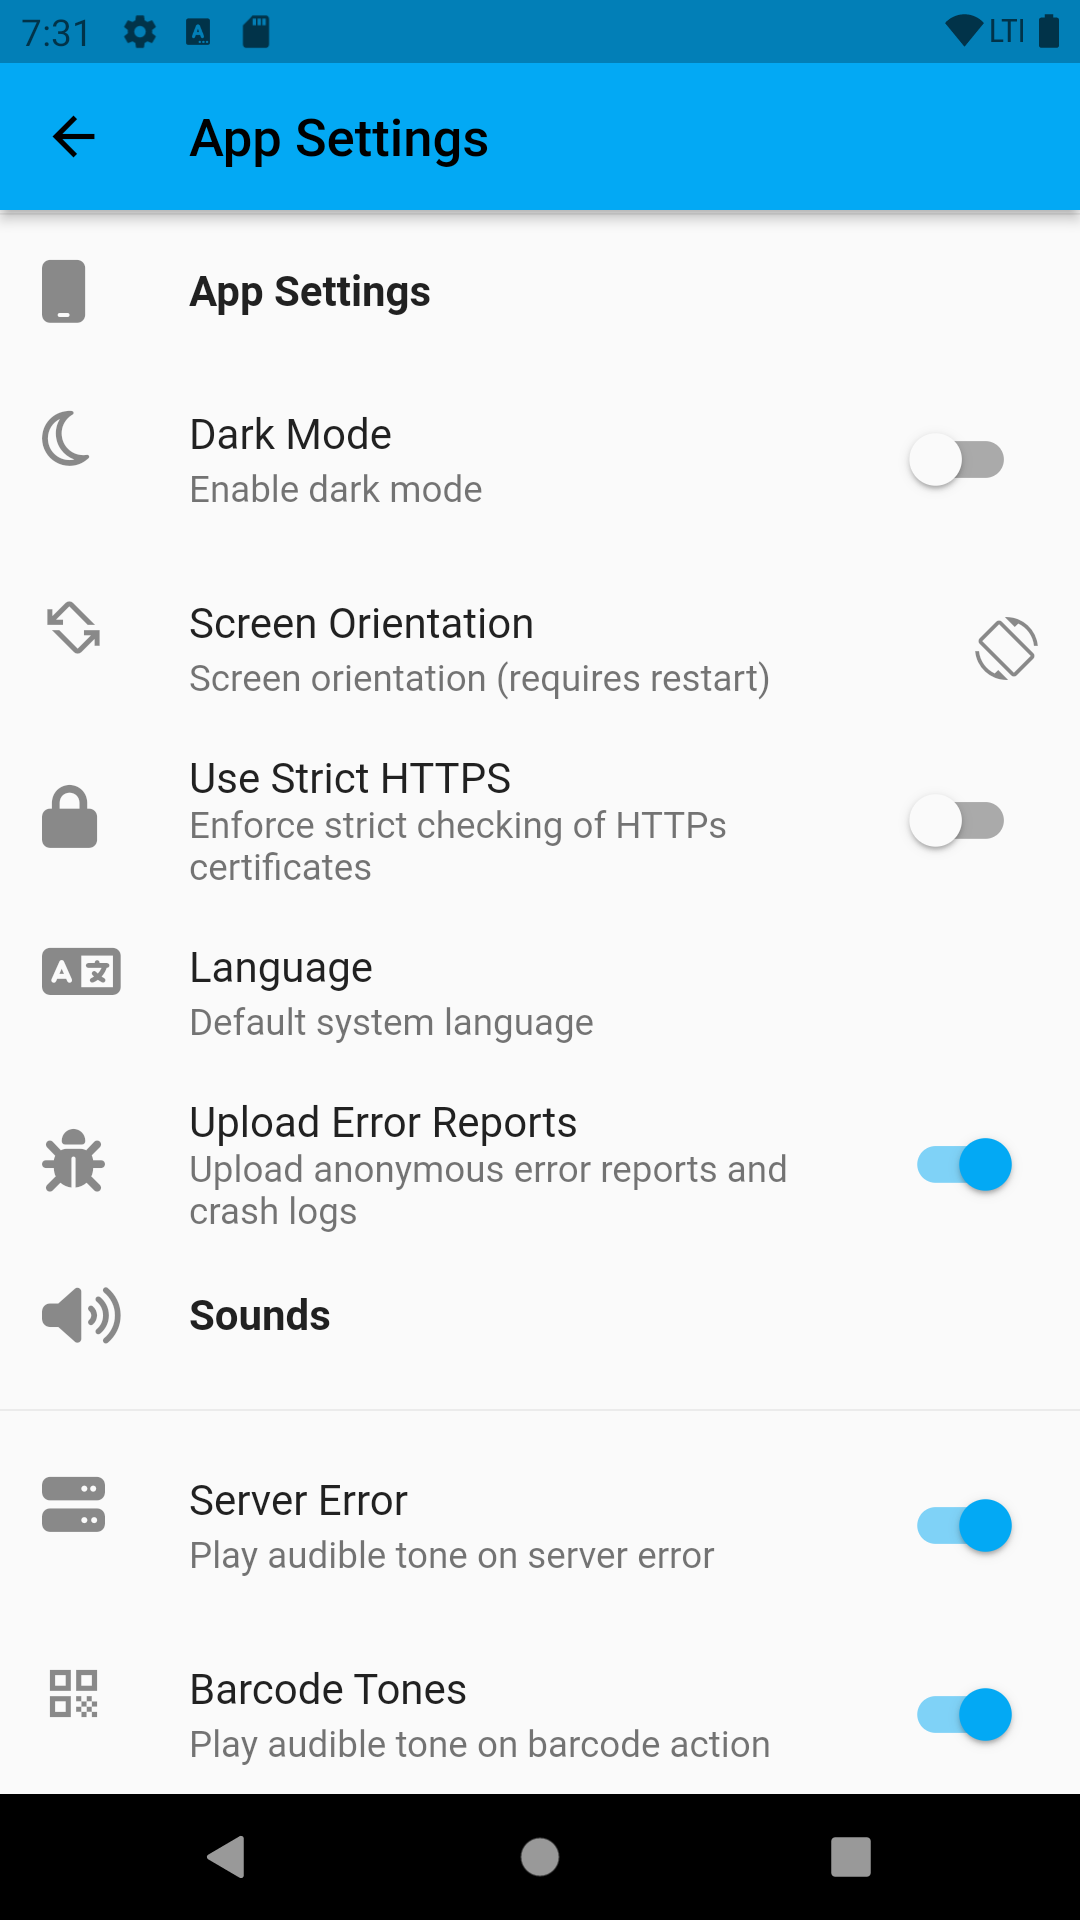 7:31
LTI
App Settings
App Settings
Dark Mode
Enable dark mode
Screen Orientation
Screen orientation (requires restart)
Use Strict HTTPS
Enforce strict checking of HTTPs
certificates
A 文
Language
Default system language
Upload Error Reports
Upload anonymous error reports and
crash logs
Sounds
Server Error
Play audible tone on server error
Barcode Tones
Play audible tone on barcode action